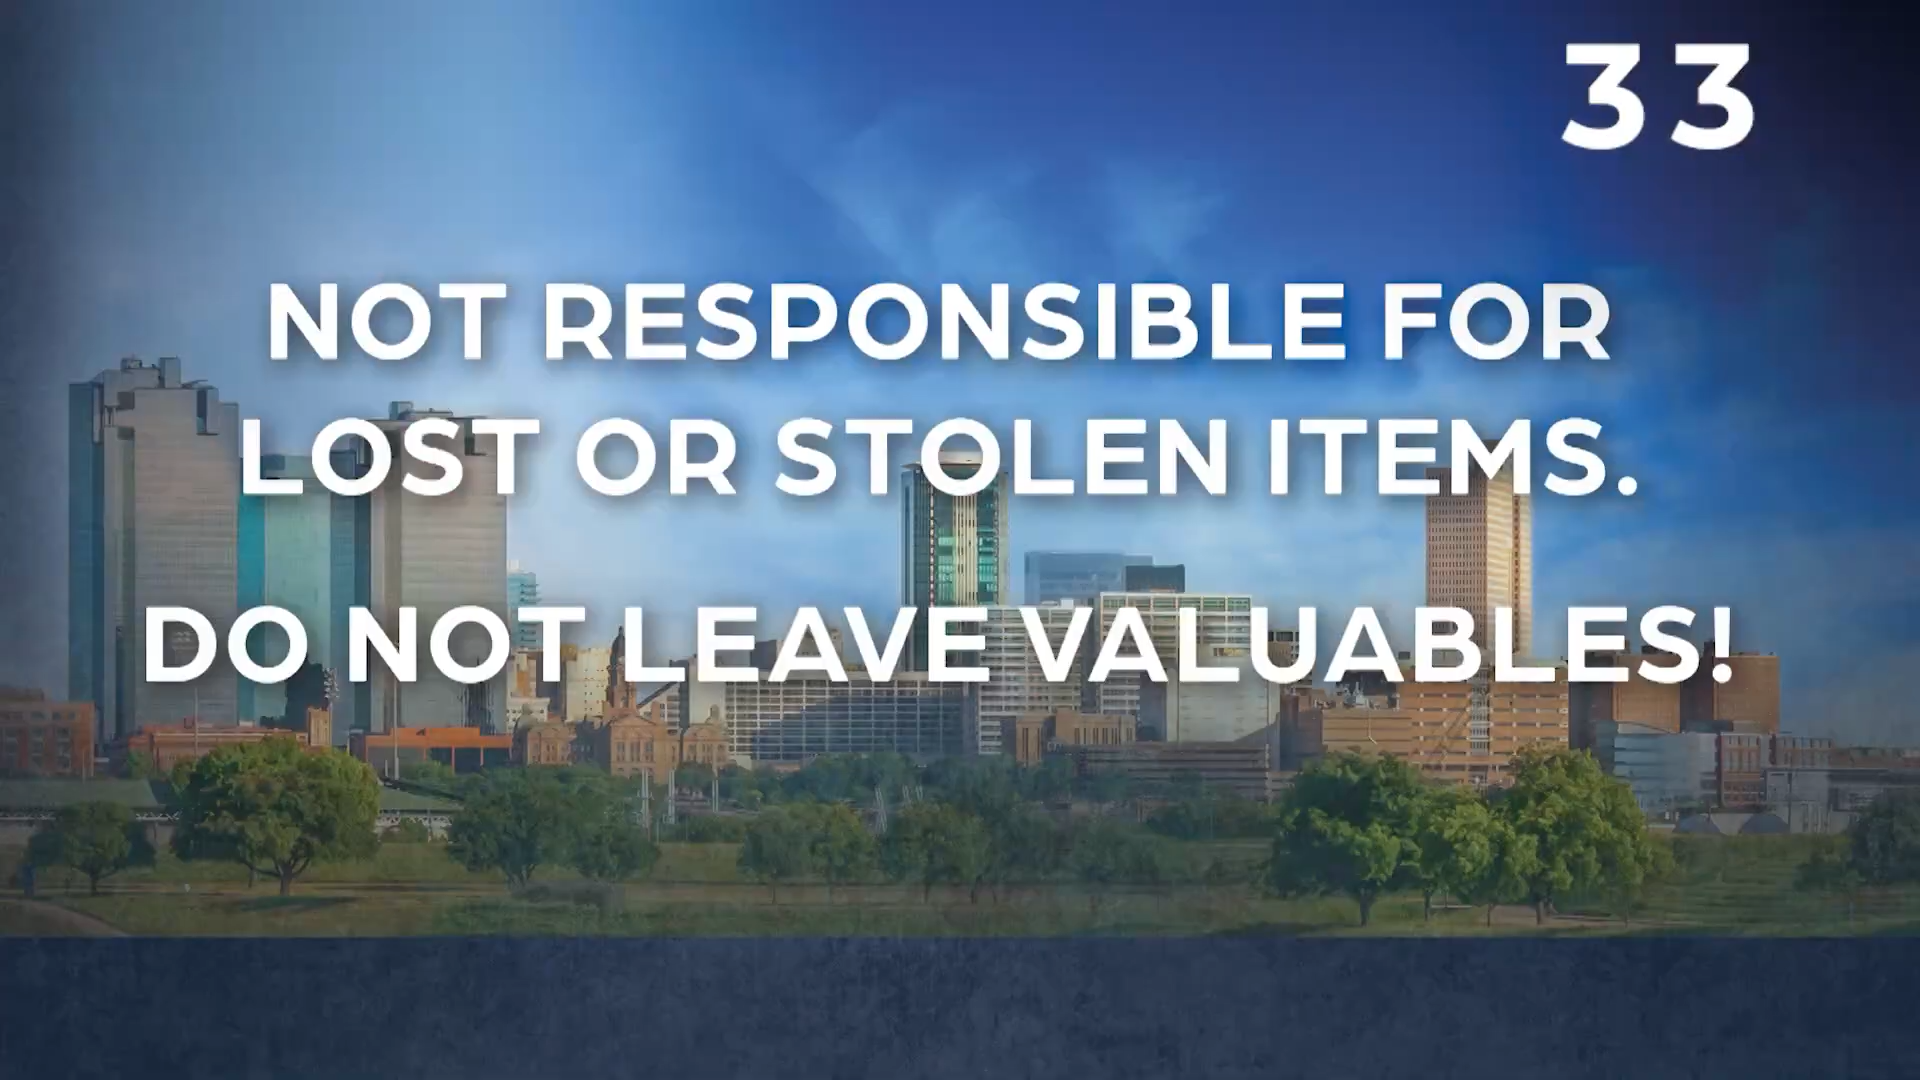 33
NOT RESPONSIBLE FOR
LOST OR STOLEN ITEMS.
DO NOT LEAVE VALUABLES!